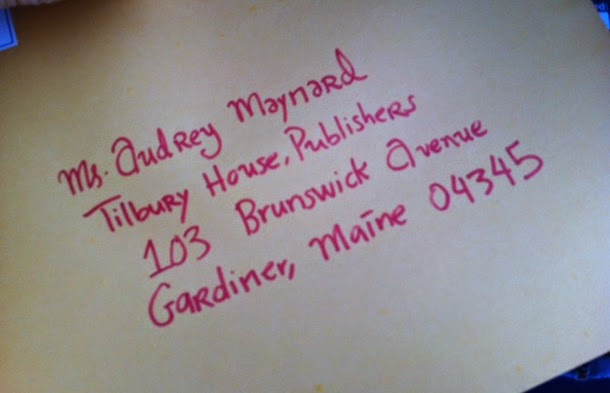 Ms. Audrey Maynard
Tilbury House, Publishers
103 Brunswick Avenue
Gardiner, Maine 04345